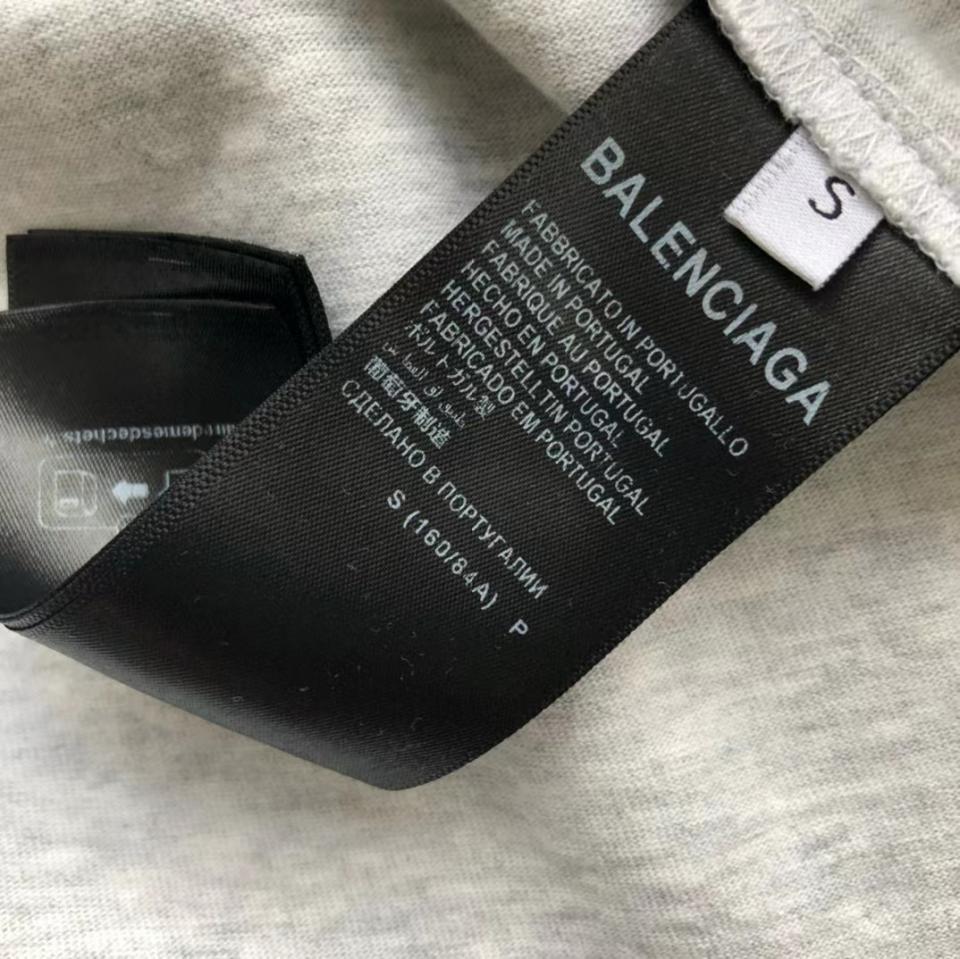 S
BALENCIAGA
FABBRICATO IN PORTUGALLO
MADE IN PORTUGAL
FABRIQUE AU PORTUGAL
HECHO EN PORTUGAL
HERGESTELLT IN PORTUGAL
FABRICADO EM PORTUGAL
ポルトガル製
葡萄牙制造
СДЕЛАНО В ПОРТУГАЛИИ
S (160/84.A) P